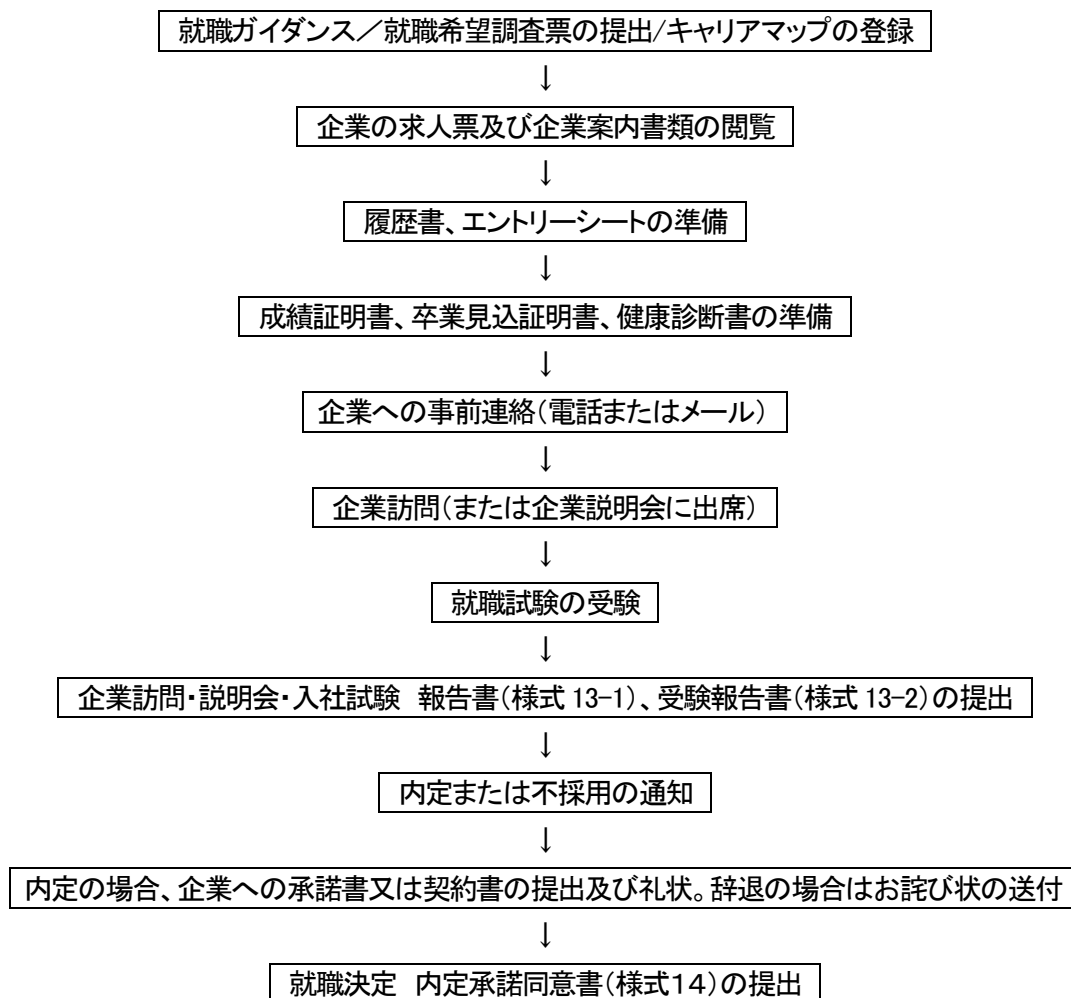 就職ガイダンス／就職希望調査票の提出/キャリアマップの登録
↓
企業の求人票及び企業案内書類の閲覧
↓
履歴書、エントリーシートの準備
↓
成績証明書、卒業見込証明書、健康診断書の準備
↓
企業への事前連絡（電話またはメール）
↓
企業訪問（または企業説明会に出席）
↓
就職試験の受験
↓
企業訪問・説明会・入社試験　報告書（様式 13-1）、受験報告書（様式 13-2）の提出
↓
内定または不採用の通知
↓
内定の場合、企業への承諾書又は契約書の提出及び礼状。辞退の場合はお詫び状の送付
↓
就職決定　内定承諾同意書（様式１４）の提出